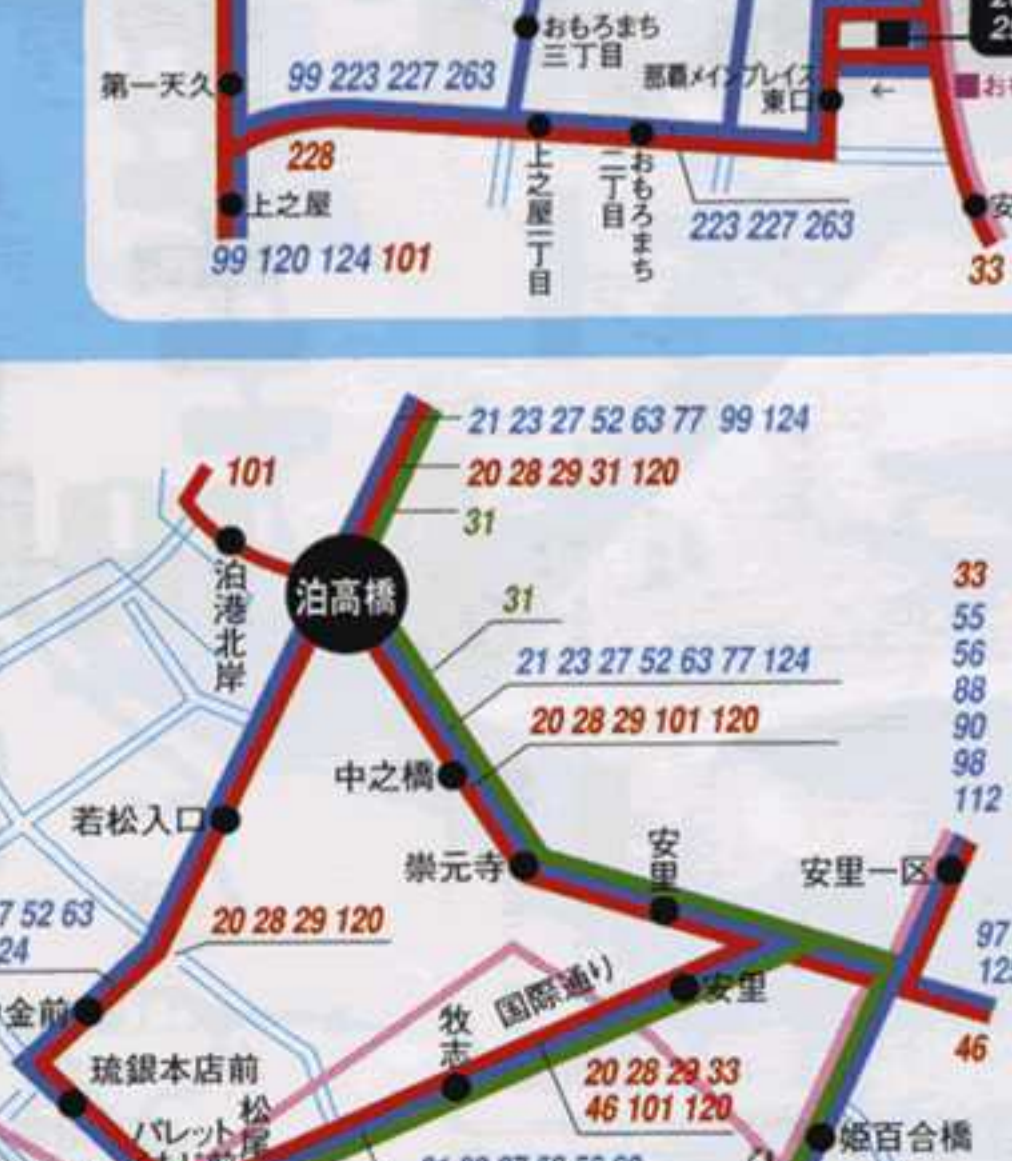 おもろまち
三丁目
第一天久
99 223 227 263
那覇メインプレイス
東口
←
228
上之屋
上之屋一丁目
おもろまち
二丁目
223 227 263
99 120 124 101
33
21 23 27 52 63 77 99 124
20 28 29 31 120
31
101
泊高橋
泊港北岸
31
21 23 27 52 63 77 124
20 28 29 101 120
33
55
56
88
90
98
112
中之橋
若松入口
崇元寺
安里
安里一区
7 52 63
24
20 28 29 120
97
金前
国際通り
安里
牧志
46
琉銀本店前
20 28 29 33
46 101 120
松尾
パレット
姫百合橋